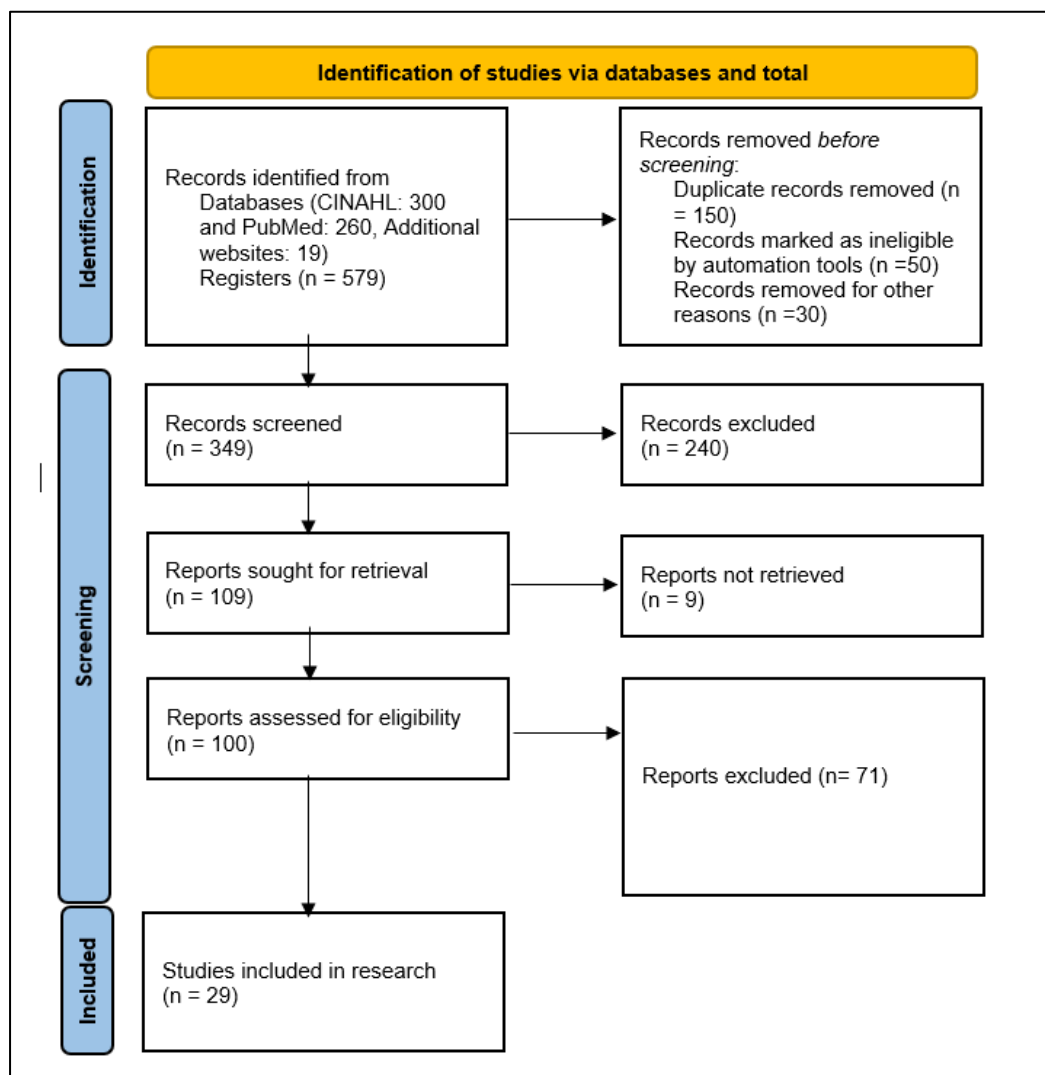 Identification of studies via databases and total
Identification
Records identified from
Databases (CINAHL: 300
and PubMed: 260, Additional
websites: 19)
Registers (n = 579)
Records removed before
screening:
Duplicate records removed (n
= 150)
Records marked as ineligible
by automation tools (n =50)
Records removed for other
reasons (n =30)
Screening
Records screened
(n = 349)
Records excluded
(n = 240)
Reports sought for retrieval
(n = 109)
Reports not retrieved
(n = 9)
Reports assessed for eligibility
(n = 100)
Reports excluded (n= 71)
Included
Studies included in research
(n = 29)